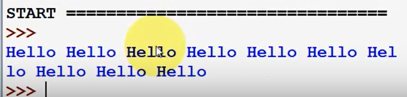 START ================================
>>>
Hello Hello Hello Hello Hello Hello Hel
lo Hello Hello Hello
>>>